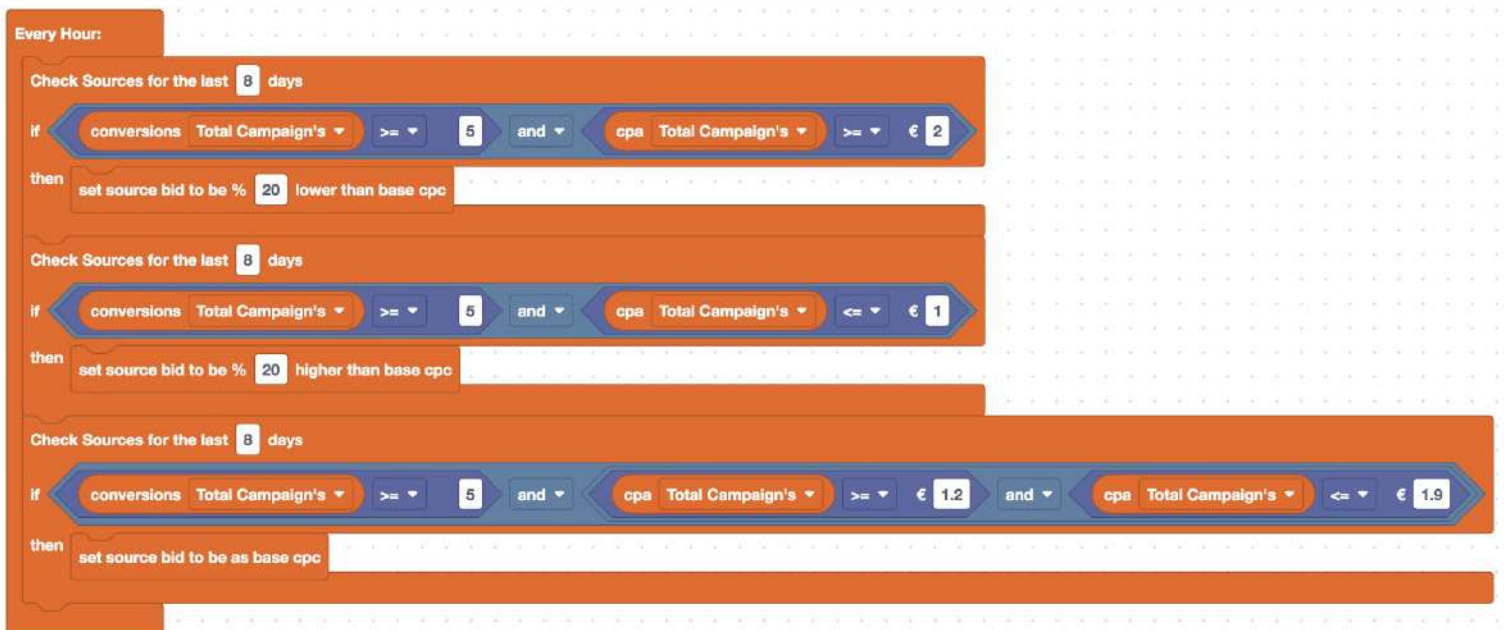 Every Hour:
Check Sources for the last 8 days
if conversions Total Campaign's >= 5 and cpa Total Campaign's >= € 2
then set source bid to be % 20 lower than base cpc
Check Sources for the last 8 days
if conversions Total Campaign's >= 5 and cpa Total Campaign's <= € 1
then set source bid to be % 20 higher than base cpc
Check Sources for the last 8 days
if conversions Total Campaign's >= 5 and cpa Total Campaign's >= € 1.2 and cpa Total Campaign's <= € 1.9
then set source bid to be as base cpc